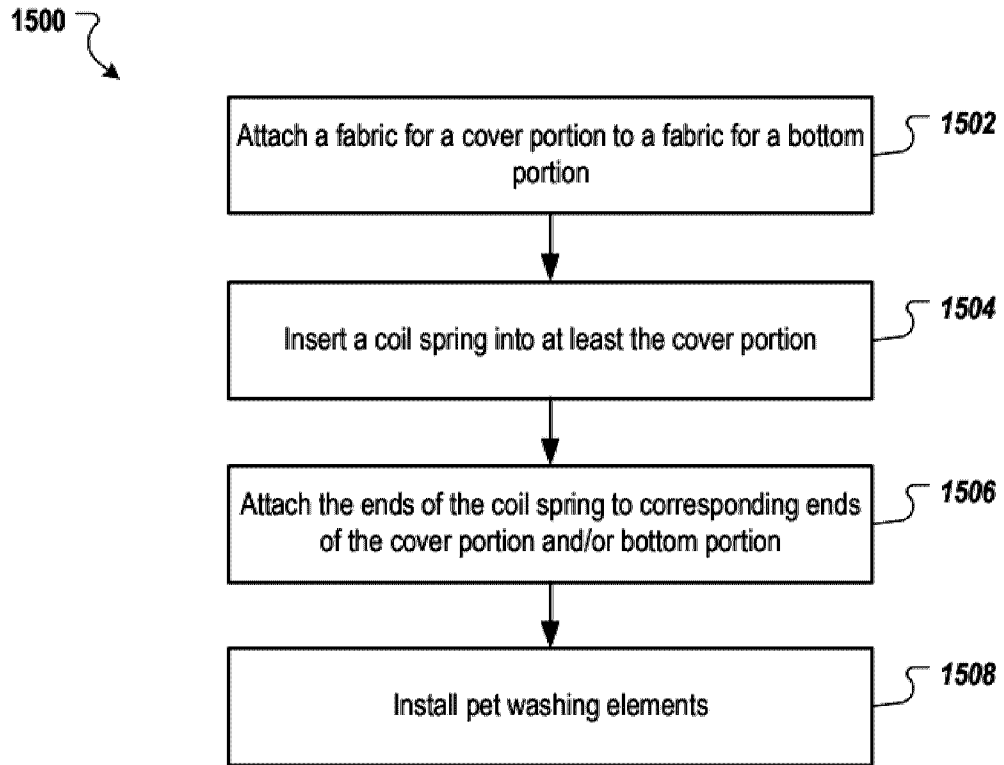 1500
Attach a fabric for a cover portion to a fabric for a bottom
portion
1502
Insert a coil spring into at least the cover portion
1504
Attach the ends of the coil spring to corresponding ends
of the cover portion and/or bottom portion
1506
Install pet washing elements
1508